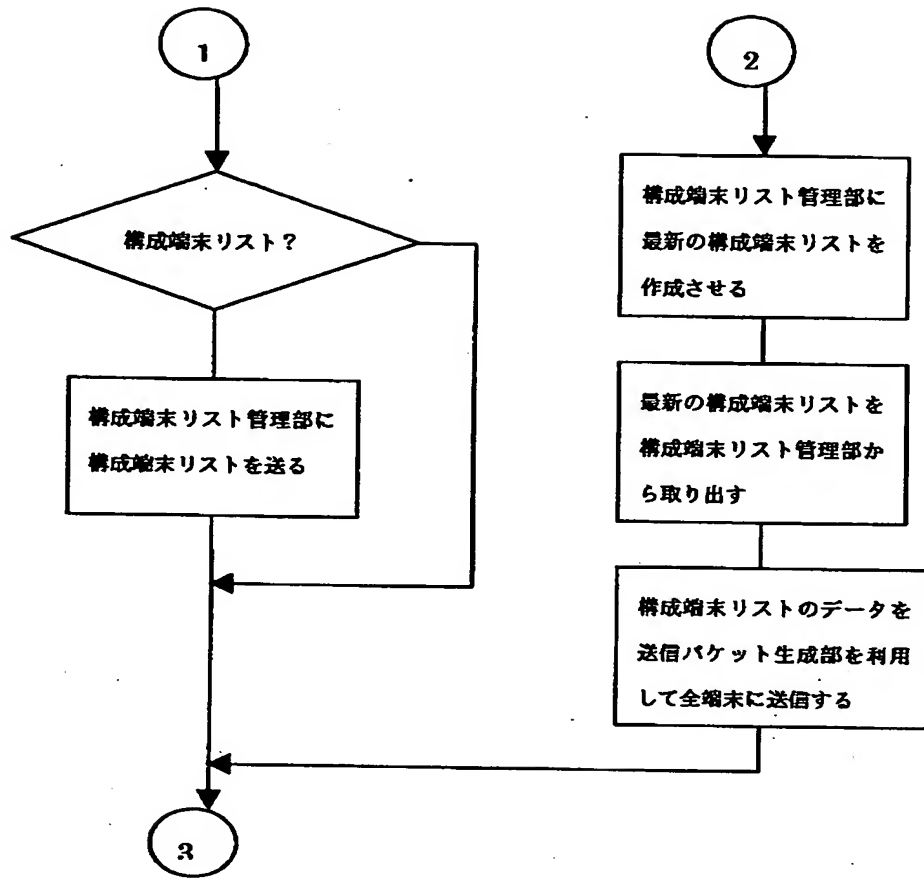 1
構成端末リスト?
構成端末リスト管理部に
構成端末リストを送る
2
構成端末リスト管理部に
最新の構成端末リストを
作成させる
最新の構成端末リストを
構成端末リスト管理部か
ら取り出す
構成端末リストのデータを
送信パケット生成部を利用
して全端末に送信する
3